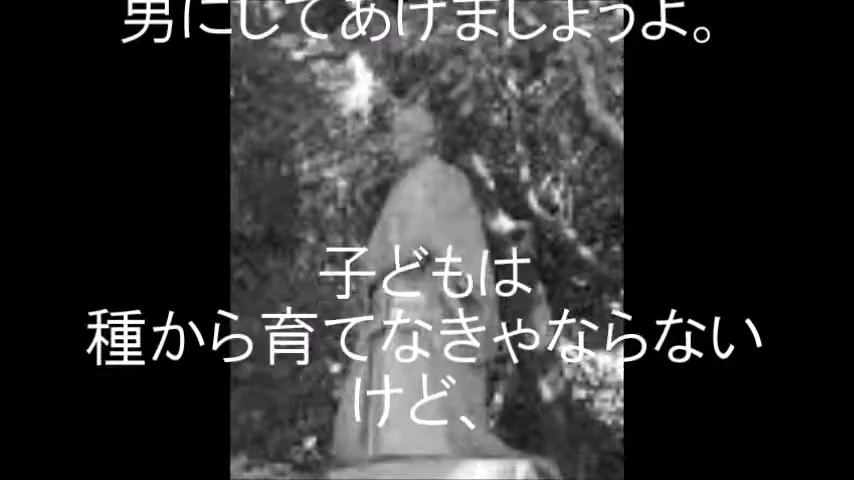 男にしてあげましようよ。
子どもは
種から育てなきゃならない
けど、